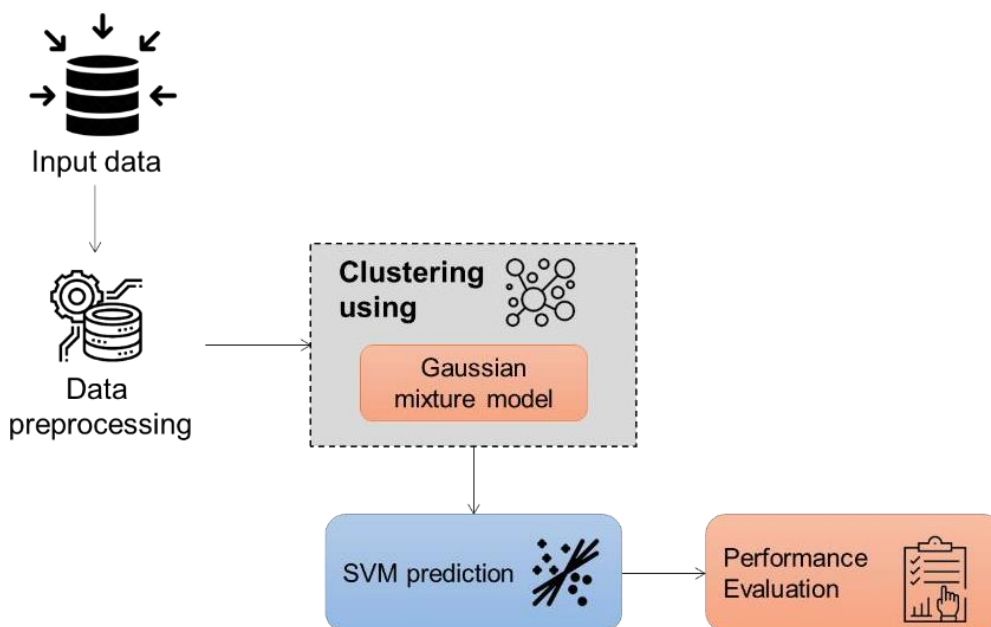 Input data
Data
preprocessing
Clustering
using
Gaussian
mixture model
SVM prediction
Performance
Evaluation